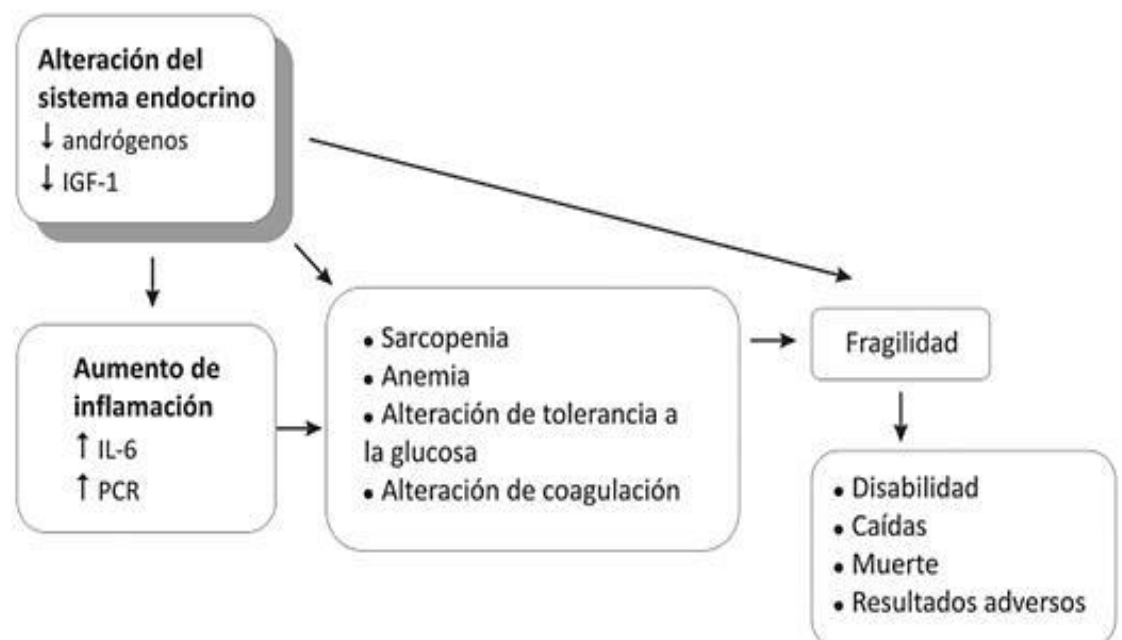 Alteración del
sistema endocrino
↓ andrógenos
↓ IGF-1
Aumento de
inflamación
↑ IL-6
↑ PCR
• Sarcopenia
• Anemia
• Alteración de tolerancia a
la glucosa
• Alteración de coagulación
Fragilidad
• Disabilidad
• Caídas
• Muerte
• Resultados adversos